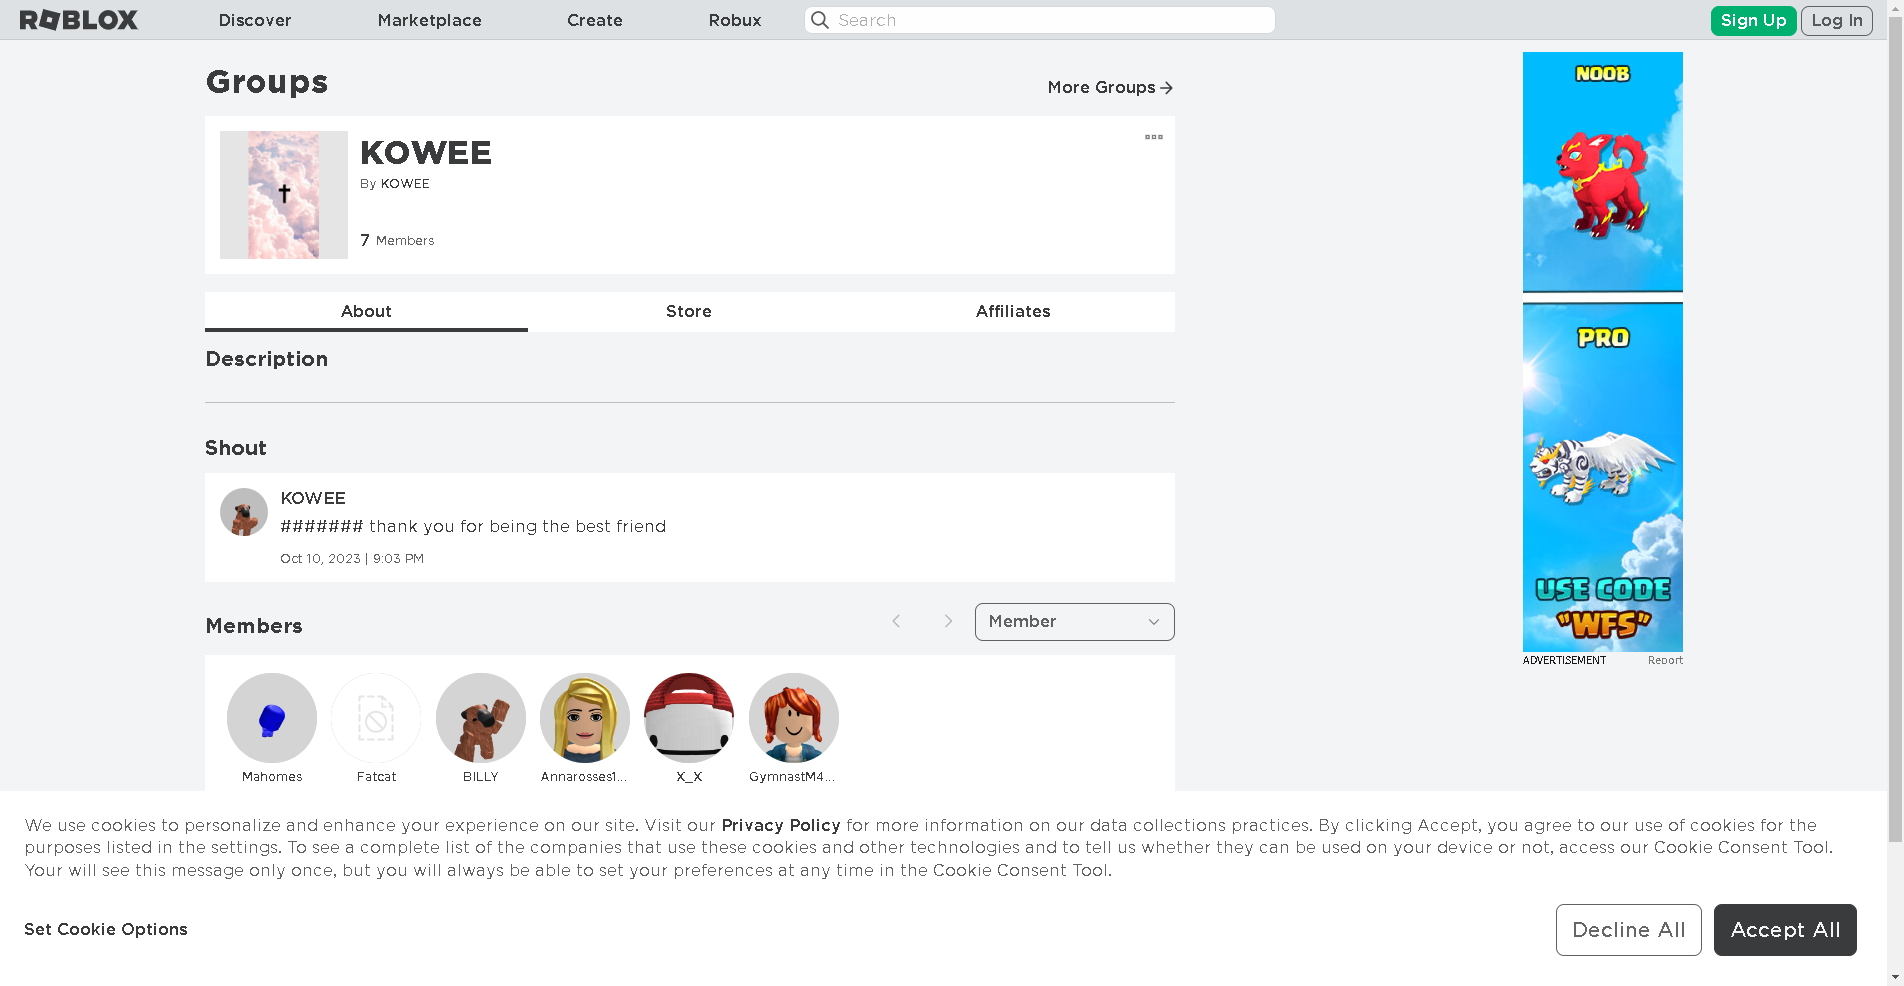 ROBLOX Discover Marketplace Create Robux Search Sign Up Log In
Groups
More Groups
KOWEE
By KOWEE
7 Members
About Store Affiliates
Description
Shout
KOWEE
####### thank you for being the best friend
Oct 10, 2023 | 9:03 PM
Members
Member
Mahomes Fatcat BILLY Annarosses1... X_X GymnastM4...
NOOB
PRO
USE CODE
"WFS"
ADVERTISEMENT Report
We use cookies to personalize and enhance your experience on our site. Visit our Privacy Policy for more information on our data collections practices. By clicking Accept, you agree to our use of cookies for the
purposes listed in the settings. To see a complete list of the companies that use these cookies and other technologies and to tell us whether they can be used on your device or not, access our Cookie Consent Tool.
Your will see this message only once, but you will always be able to set your preferences at any time in the Cookie Consent Tool.
Set Cookie Options
Decline All Accept All